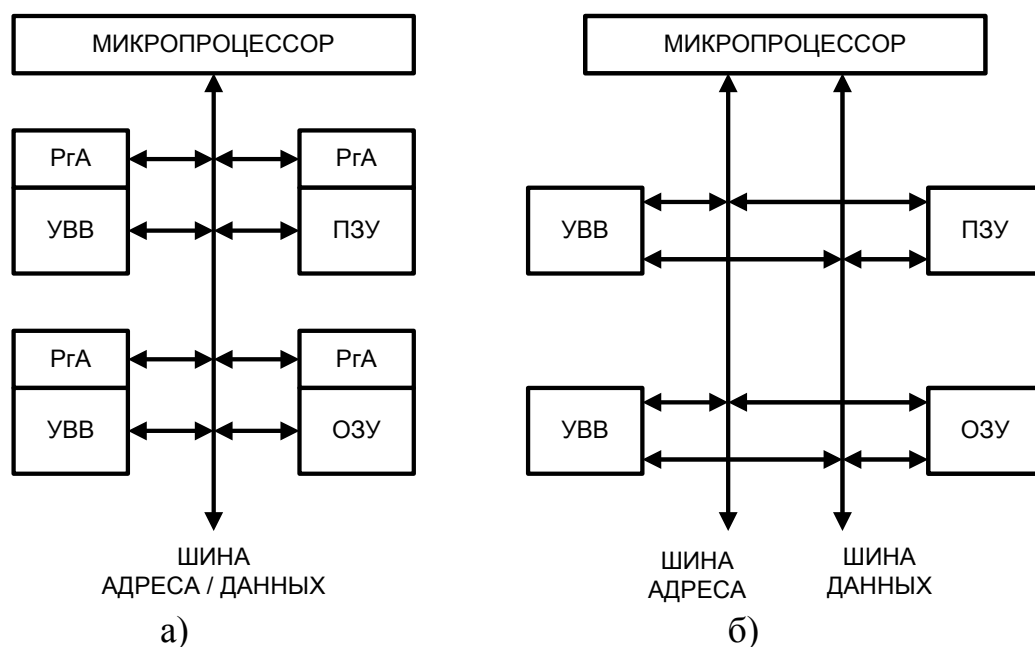 МИКРОПРОЦЕССОР
РгА
РгА
УВВ
ПЗУ
РгА
РгА
УВВ
ОЗУ
ШИНА
АДРЕСА / ДАННЫХ
а)
МИКРОПРОЦЕССОР
УВВ
ПЗУ
УВВ
ОЗУ
ШИНА
АДРЕСА
ШИНА
ДАННЫХ
б)